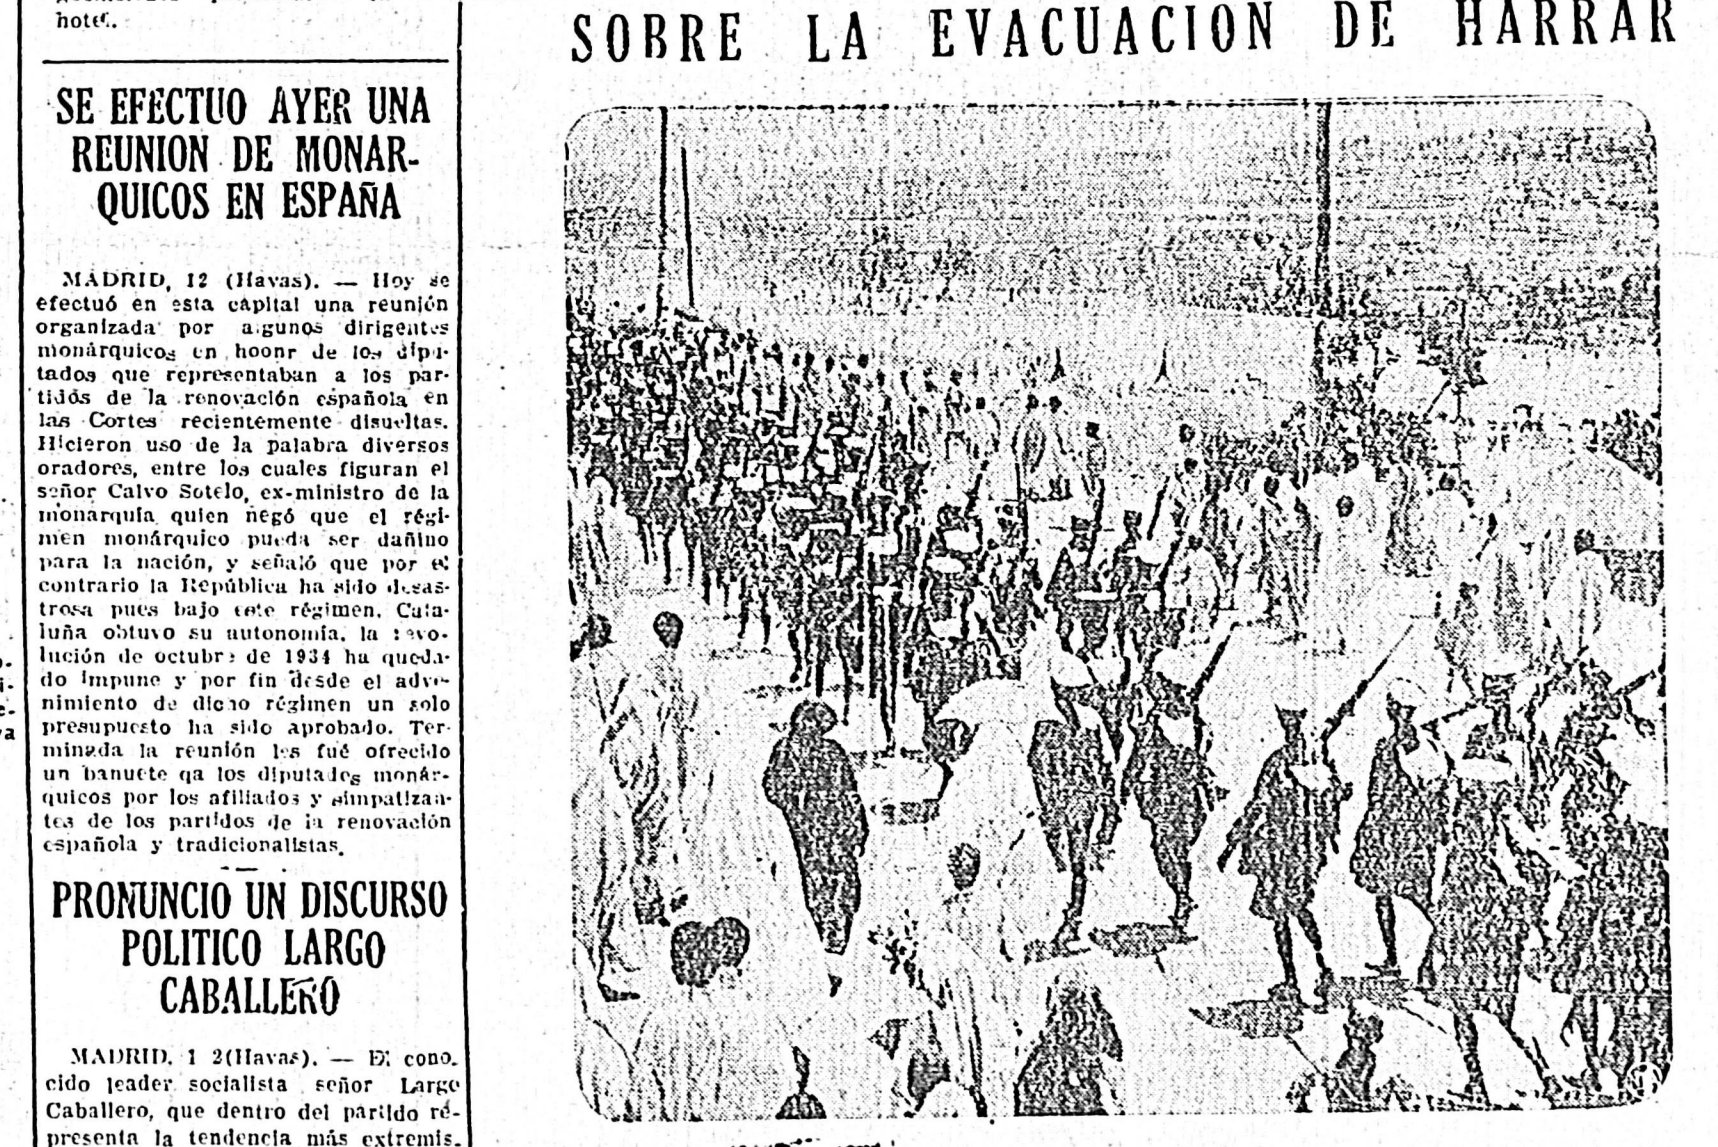 hotel.
SE EFECTUO AYER UNA
REUNION DE MONAR-
QUICOS EN ESPAÑA
MADRID, 12 (Havas). — Hoy se
efectuó en esta capital una reunión
organizada por algunos dirigentes
monárquicos en hoonr de los dipu-
tados que representaban a los par-
tidos de la renovación española en
las Cortes recientemente disueltas.
Hicieron uso de la palabra diversos
oradores, entre los cuales figuran el
señor Calvo Sotelo, ex-ministro de la
monarquía quien negó que el régi-
men monárquico pueda ser dañino
para la nación, y señaló que por el
contrario la República ha sido desas-
trosa pues bajo este régimen, Cata-
luña obtuvo su autonomía, la revo-
lución de octubre de 1934 ha queda-
do impune y por fin desde el adve-
nimiento de dicho régimen un solo
presupuesto ha sido aprobado. Ter-
minada la reunión les fué ofrecido
un banuete qa los diputados monár-
quicos por los afiliados y simpatizan-
tes de los partidos de la renovación
española y tradicionalistas.
PRONUNCIO UN DISCURSO
POLITICO LARGO
CABALLERO
MADRID, 1 2(Havas). — El cono-
cido leader socialista señor Largo
Caballero, que dentro del partido re-
presenta la tendencia más extremis-
SOBRE LA EVACUACION DE HARRAR